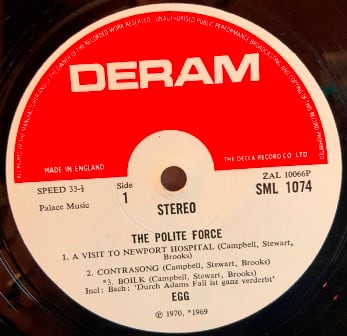 ALL RIGHTS OF THE MANUFACTURER AND OF THE OWNER OF THE RECORDED WORK RESERVED. UNAUTHORISED PUBLIC PERFORMANCE BROADCASTING AND COPYING OF THIS RECORD PROHIBITED
DERAM
MADE IN ENGLAND
THE DECCA RECORD CO. LTD
SPEED 33⅓
Side
1
ZAL 10066P
SML 1074
Palace Music
STEREO
THE POLITE FORCE
1. A VISIT TO NEWPORT HOSPITAL (Campbell, Stewart,
Brooks)
2. CONTRASONG (Campbell, Stewart, Brooks)
*3. BOILK (Campbell, Stewart, Brooks)
Incl: Bach: 'Durch Adams Fall ist ganz verderbt'
EGG
℗ 1970, *1969